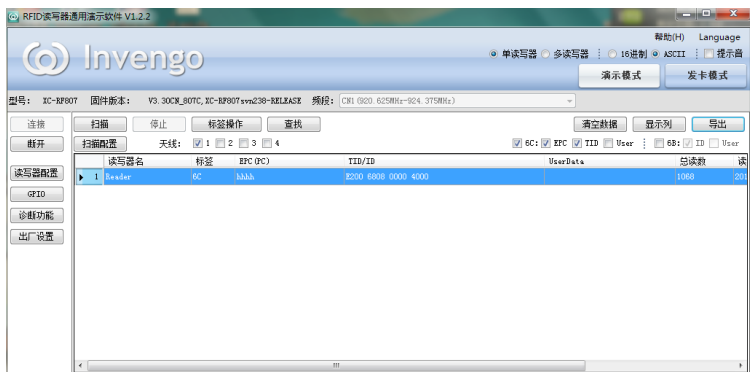 RFID读写器通用演示软件 V1.2.2
帮助(H) Language
Invengo
单读写器 多读写器 16进制 ASCII 提示音
演示模式 发卡模式
型号: XC-RF807 固件版本: V3.30CN_807C,XC-RF807svn238-RELEASE 频段: CN1(920.625MHz~924.375MHz)
连接 扫描 停止 标签操作 查找 清空数据 显示列 导出
断开 扫描配置 天线: 1 2 3 4 6C: EPC TID User 6B: ID User
读写器名 标签 EPC(PC) TID/ID UserData 总读数 读
读写器配置 1 Reader 6C hhhh E200 6808 0000 4000 1068 201
GPIO
诊断功能
出厂设置